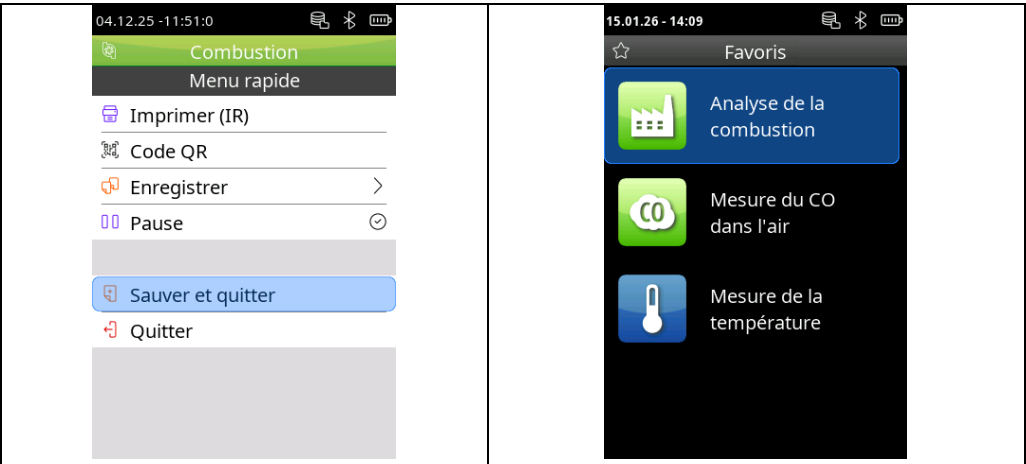 04.12.25 -11:51:0
Combustion
Menu rapide
Imprimer (IR)
Code QR
Enregistrer
Pause
Sauver et quitter
Quitter
15.01.26 - 14:09
Favoris
Analyse de la
combustion
CO
Mesure du CO
dans l'air
Mesure de la
température